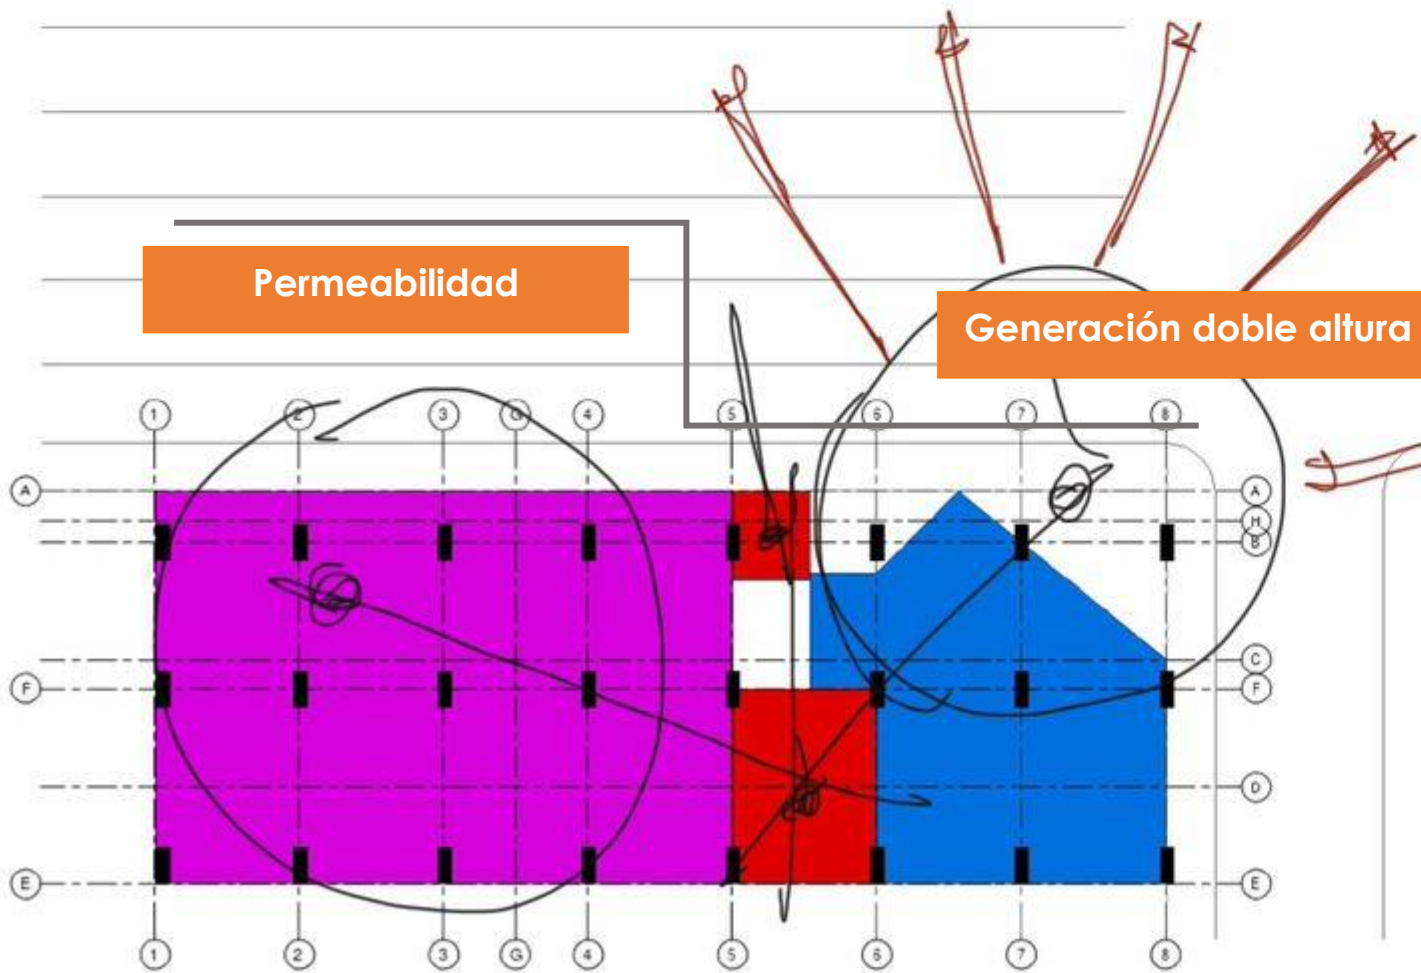 Permeabilidad
Generación doble altura
1 2 3 G 4 5 6 7 8
A A
H
B
C
F F
D
E E
1 2 3 G 4 5 6 7 8